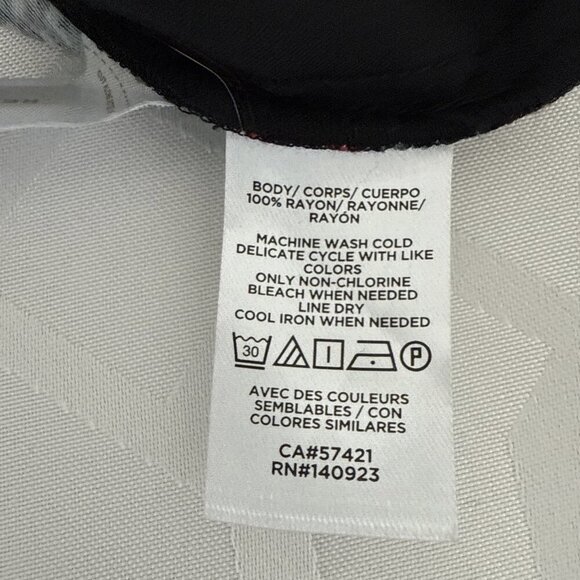 BODY/ CORPS/ CUERPO
100% RAYON/ RAYONNE/
RAYÓN
MACHINE WASH COLD
DELICATE CYCLE WITH LIKE
COLORS
ONLY NON-CHLORINE
BLEACH WHEN NEEDED
LINE DRY
COOL IRON WHEN NEEDED
30 P
AVEC DES COULEURS
SEMBLABLES / CON
COLORES SIMILARES
CA#57421
RN#140923